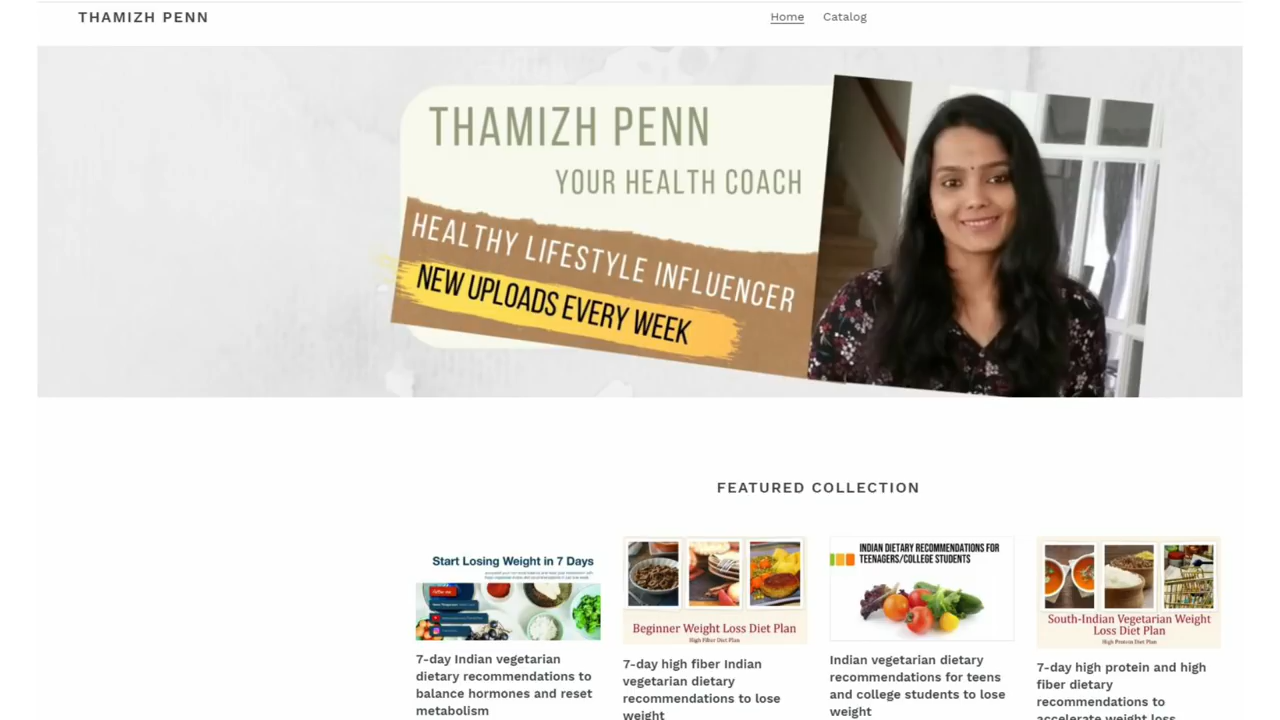 THAMIZH PENN
Home
Catalog
THAMIZH PENN
YOUR HEALTH COACH
HEALTHY LIFESTYLE INFLUENCER
NEW UPLOADS EVERY WEEK
FEATURED COLLECTION
Start Losing Weight in 7 Days
7-day Indian vegetarian
dietary recommendations to
balance hormones and reset
metabolism
Beginner Weight Loss Diet Plan
High Fiber Diet Plan
7-day high fiber Indian
vegetarian dietary
recommendations to lose
weight
INDIAN DIETARY RECOMMENDATIONS FOR
TEENAGERS/COLLEGE STUDENTS
Indian vegetarian dietary
recommendations for teens
and college students to lose
weight
South-Indian Vegetarian Weight
Loss Diet Plan
High Protein Diet Plan
7-day high protein and high
fiber dietary
recommendations to
accelerate weight loss